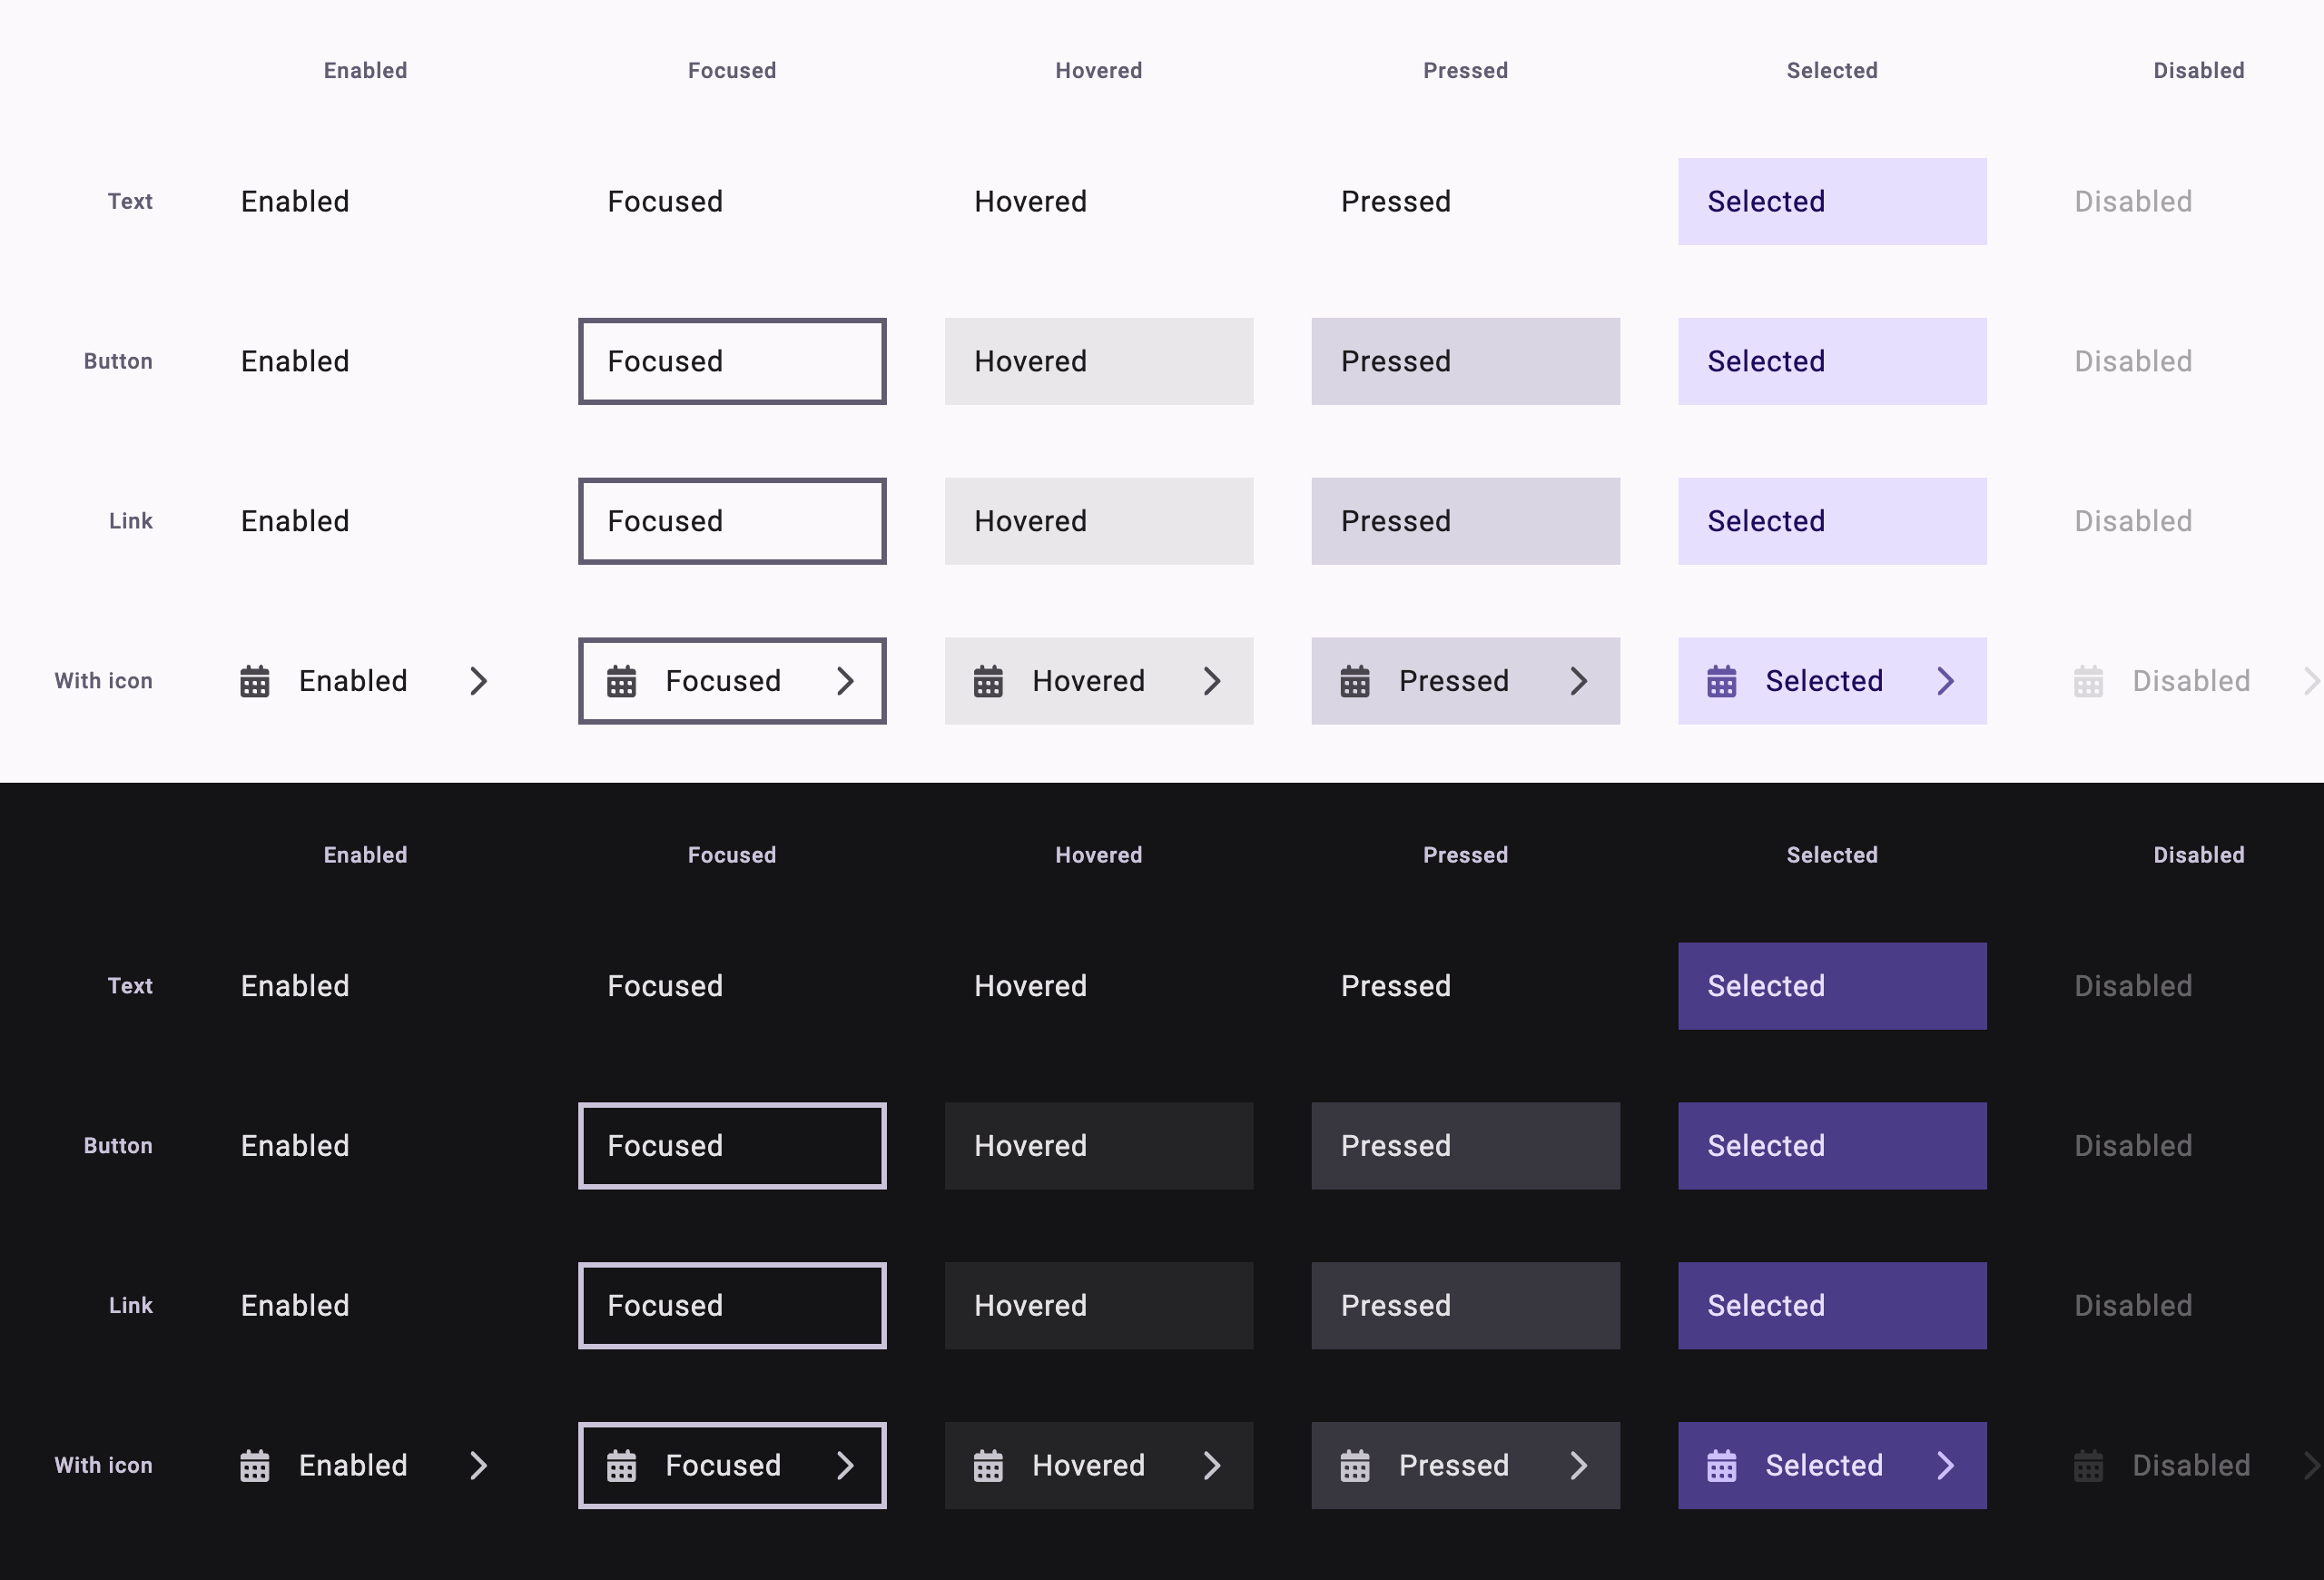 Enabled Focused Hovered Pressed Selected Disabled
Text Enabled Focused Hovered Pressed Selected Disabled
Button Enabled Focused Hovered Pressed Selected Disabled
Link Enabled Focused Hovered Pressed Selected Disabled
With icon Enabled Focused Hovered Pressed Selected Disabled
Enabled Focused Hovered Pressed Selected Disabled
Text Enabled Focused Hovered Pressed Selected Disabled
Button Enabled Focused Hovered Pressed Selected Disabled
Link Enabled Focused Hovered Pressed Selected Disabled
With icon Enabled Focused Hovered Pressed Selected Disabled